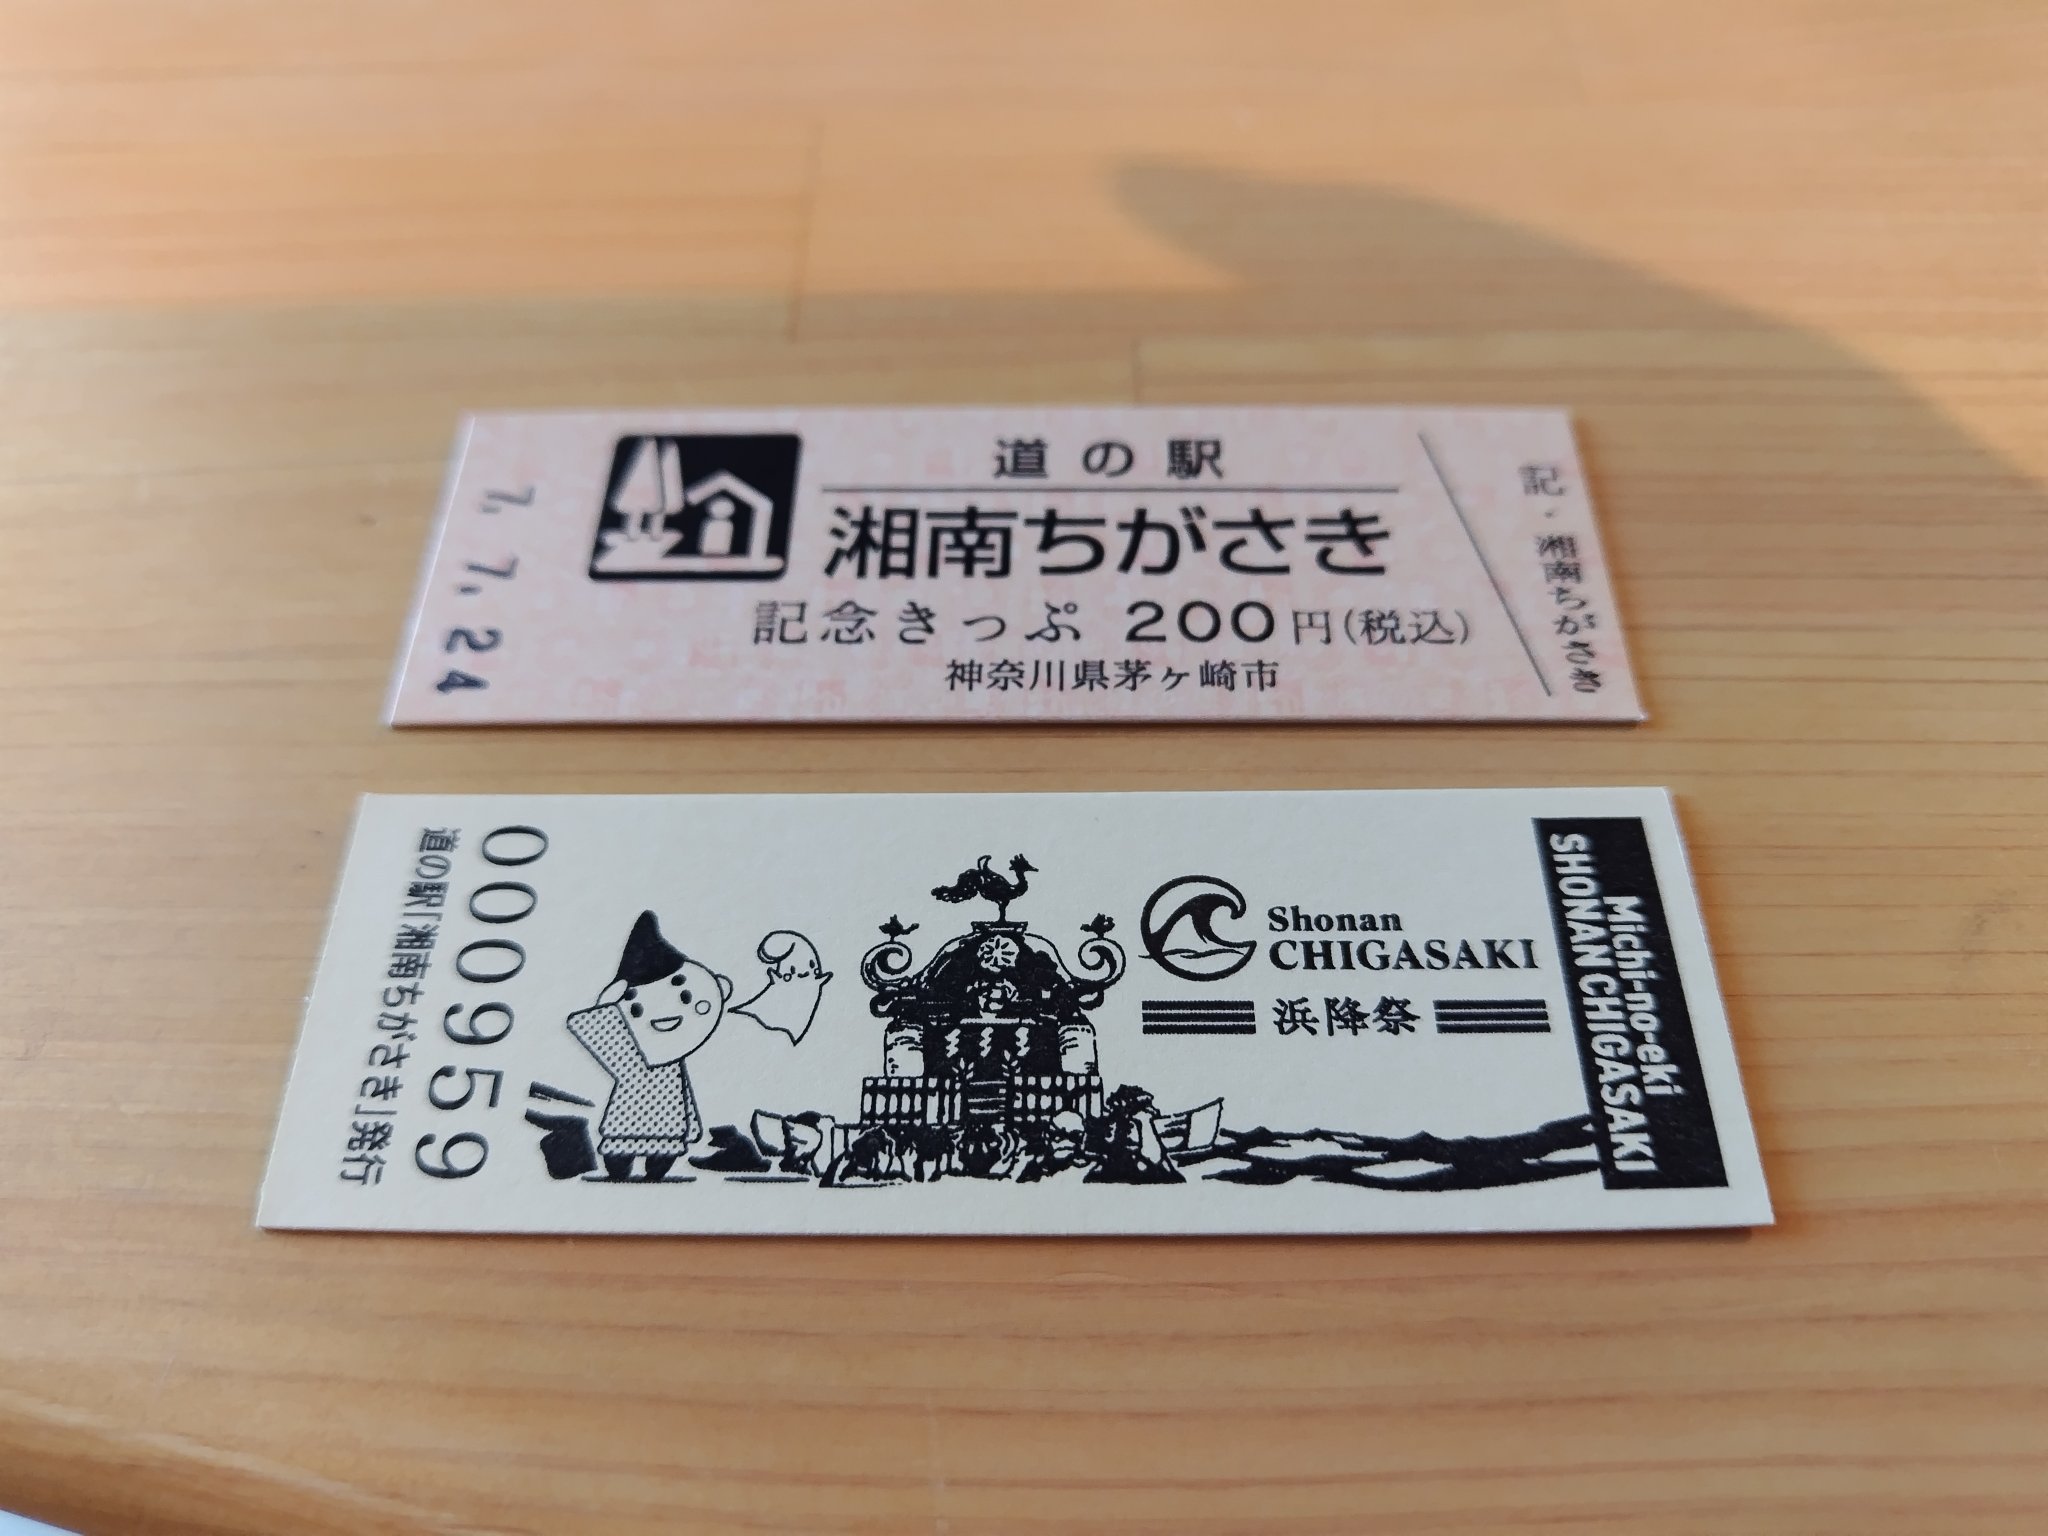 7. 7. 24
道の駅
湘南ちがさき
記念きっぷ 200円(税込)
神奈川県茅ヶ崎市
記・湘南ちがさき
道の駅「湘南ちがさき」発行
000959
Shonan
CHIGASAKI
浜降祭
Michi-no-eki
SHONAN CHIGASAKI